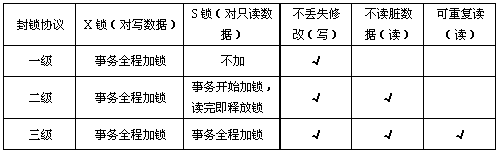 封锁协议 X 锁（对写数据） S 锁（对只读数据） 不丢失修改（写） 不读脏数据（读） 可重复读（读）
一级 事务全程加锁 不加 √
二级 事务全程加锁 事务开始加锁，读完即释放锁 √ √
三级 事务全程加锁 事务全程加锁 √ √ √